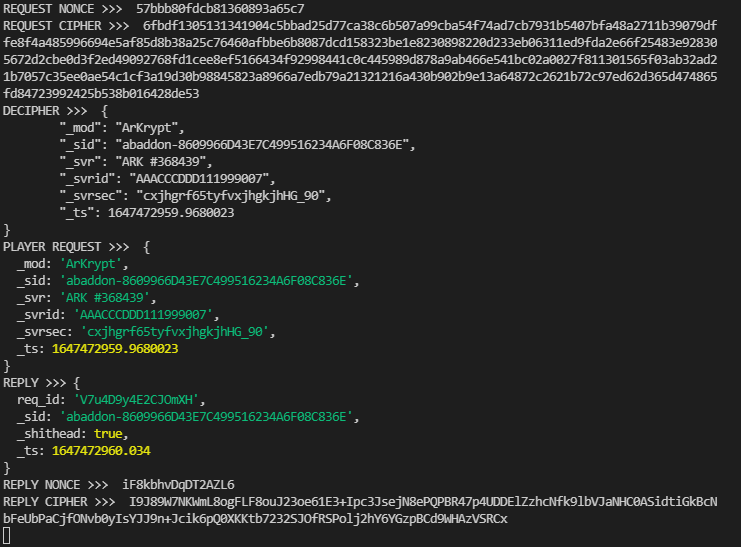 REQUEST NONCE >>>  57bbb80fdcb81360893a65c7
REQUEST CIPHER >>>  6fbdf1305131341904c5bbad25d77ca38c6b507a99cba54f74ad7cb7931b5407bfa48a2711b39079df
fe8f4a485996694e5af85d8b38a25c76460afbbe6b8087dcd158323be1e8230898220d233eb06311ed9fda2e66f25483e92830
5672d2cbe0d3f2ed49092768fd1cee8ef5166434f92998441c0c445989d878a9ab466e541bc02a0027f811301565f03ab32ad2
1b7057c35ee0ae54c1cf3a19d30b98845823a8966a7edb79a21321216a430b902b9e13a64872c2621b72c97ed62d365d474865
fd84723992425b538b016428de53
DECIPHER >>>  {
        "_mod": "ArKrypt",
        "_sid": "abaddon-8609966D43E7C499516234A6F08C836E",
        "_svr": "ARK #368439",
        "_svrid": "AAACCCDDD111999007",
        "_svrsec": "cxjhgrf65tyfvxjhgkjhHG_90",
        "_ts": 1647472959.9680023
}
PLAYER REQUEST >>>  {
  _mod: 'ArKrypt',
  _sid: 'abaddon-8609966D43E7C499516234A6F08C836E',
  _svr: 'ARK #368439',
  _svrid: 'AAACCCDDD111999007',
  _svrsec: 'cxjhgrf65tyfvxjhgkjhHG_90',
  _ts: 1647472959.9680023
}
REPLY >>> {
  req_id: 'V7u4D9y4E2CJOmXH',
  _sid: 'abaddon-8609966D43E7C499516234A6F08C836E',
  _shithead: true,
  _ts: 1647472960.034
}
REPLY NONCE >>>  iF8kbhvDqDT2AZL6
REPLY CIPHER >>>  I9J89W7NKWmL8ogFLF8ouJ23oe61E3+Ipc3JsejN8ePQPBR47p4UDDElZzhcNfk9lbVJaNHC0ASidtiGkBcN
bFeUbPaCjfONvb0yIsYJJ9n+Jcik6pQ0XKKtb7232SJOfRSPolj2hY6YGzpBCd9WHAzVSRCx